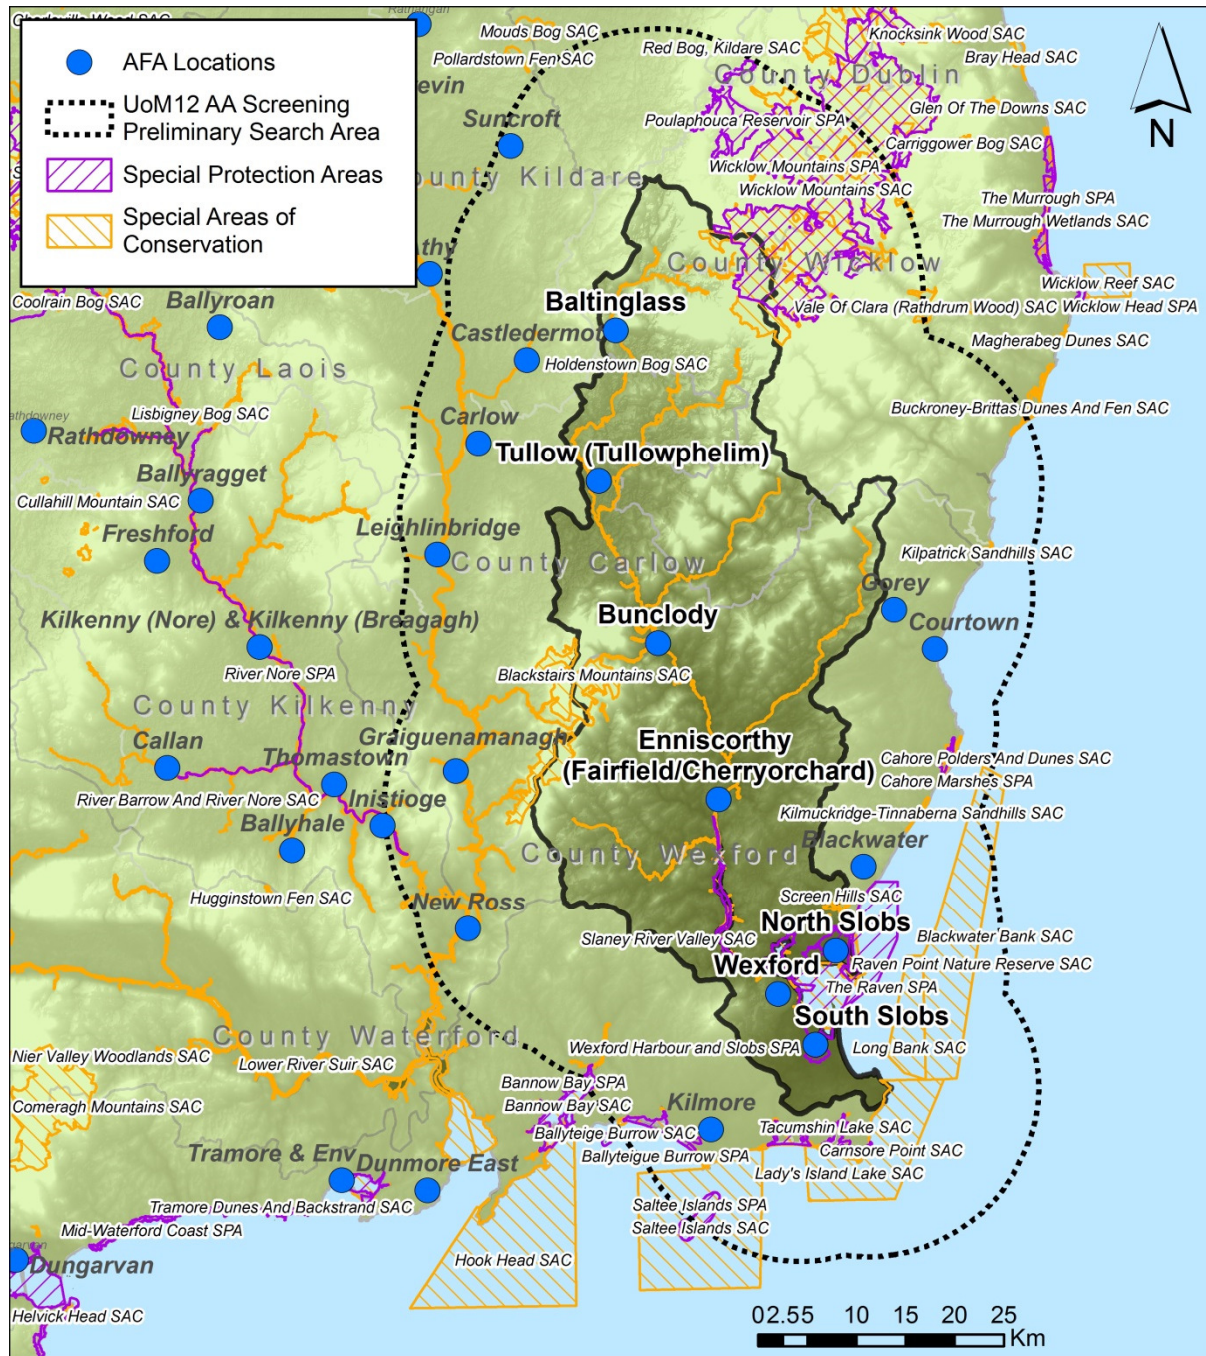 Rathangan
Mouds Bog SAC
Red Bog, Kildare SAC
Knocksink Wood SAC
Pollardstown Fen SAC
Bray Head SAC
County Dublin
AFA Locations
UoM12 AA Screening
Preliminary Search Area
Special Protection Areas
Special Areas of
Conservation
N
Suncroft
Poulaphouca Reservoir SPA
Glen Of The Downs SAC
Carriggower Bog SAC
County Kildare
Wicklow Mountains SPA
Wicklow Mountains SAC
The Murrough SPA
The Murrough Wetlands SAC
County Wicklow
Wicklow Reef SAC
Coolrain Bog SAC
Ballyroan
Baltinglass
Vale Of Clara (Rathdrum Wood) SAC
Wicklow Head SPA
Castledermot
Magherabeg Dunes SAC
County Laois
Holdenstown Bog SAC
Lisbigney Bog SAC
Carlow
Buckroney-Brittas Dunes And Fen SAC
Rathdowney
Tullow (Tullowphelim)
Ballyragget
Cullahill Mountain SAC
Freshford
Leighlinbridge
County Carlow
Kilpatrick Sandhills SAC
Gorey
Kilkenny (Nore) & Kilkenny (Breagagh)
Bunclody
Courtown
River Nore SPA
Blackstairs Mountains SAC
County Kilkenny
Callan
Thomastown
Graiguenamanagh
Enniscorthy
(Fairfield/Cherryorchard)
Cahore Polders And Dunes SAC
Cahore Marshes SPA
River Barrow And River Nore SAC
Inistioge
Kilmuckridge-Tinnaberna Sandhills SAC
Ballyhale
Blackwater
County Wexford
Hugginstown Fen SAC
New Ross
Screen Hills SAC
North Slobs
Slaney River Valley SAC
Blackwater Bank SAC
Wexford
Raven Point Nature Reserve SAC
The Raven SPA
South Slobs
County Waterford
Nier Valley Woodlands SAC
Lower River Suir SAC
Wexford Harbour and Slobs SPA
Long Bank SAC
Comeragh Mountains SAC
Bannow Bay SPA
Bannow Bay SAC
Kilmore
Ballyteige Burrow SAC
Tacumshin Lake SAC
Carnsore Point SAC
Tramore & Env
Dunmore East
Ballyteigue Burrow SPA
Lady's Island Lake SAC
Tramore Dunes And Backstrand SAC
Saltee Islands SPA
Mid-Waterford Coast SPA
Saltee Islands SAC
Dungarvan
Hook Head SAC
Helvick Head SAC
0 2.5 5 10 15 20 25
Km